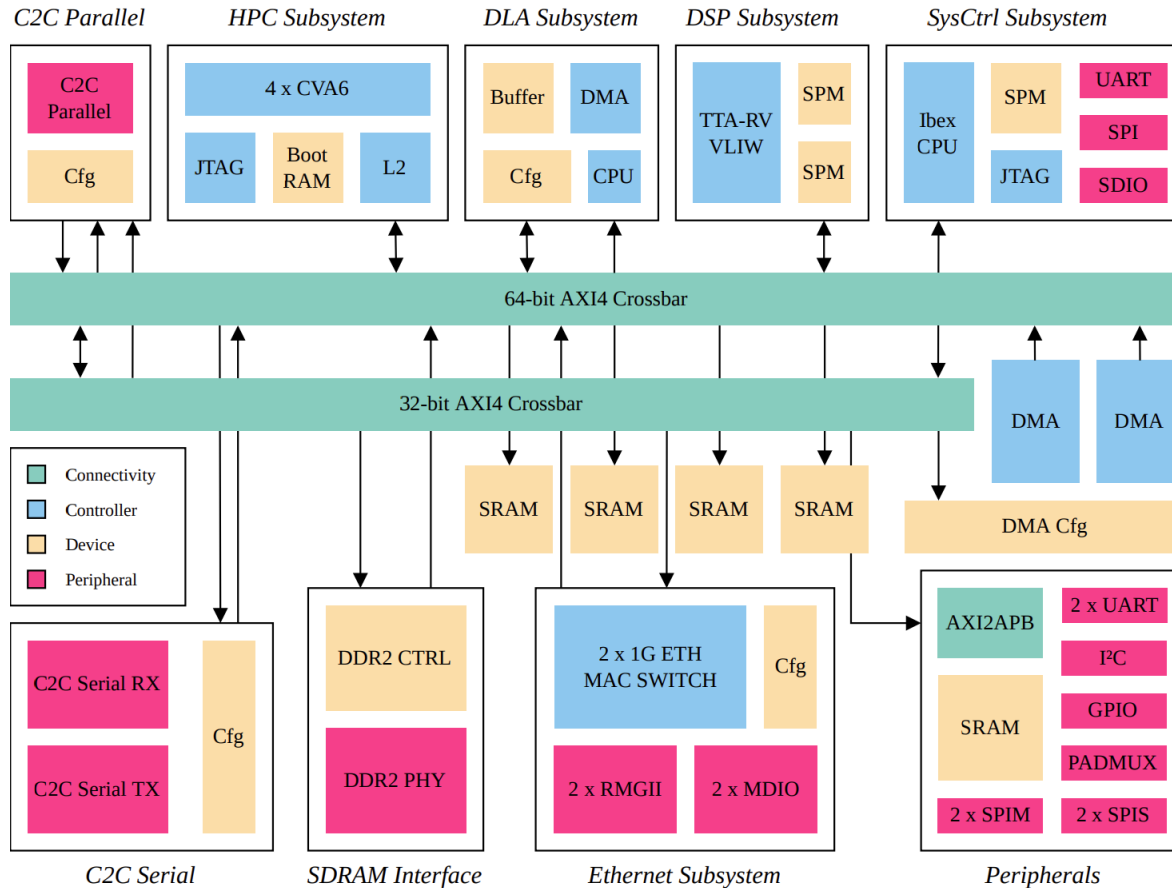 C2C Parallel
HPC Subsystem
DLA Subsystem
DSP Subsystem
SysCtrl Subsystem
C2C
Parallel
Cfg
4 x CVA6
JTAG
Boot
RAM
L2
Buffer
DMA
Cfg
CPU
TTA-RV
VLIW
SPM
SPM
Ibex
CPU
SPM
JTAG
UART
SPI
SDIO
64-bit AXI4 Crossbar
32-bit AXI4 Crossbar
DMA
DMA
Connectivity
Controller
Device
Peripheral
SRAM
SRAM
SRAM
SRAM
DMA Cfg
C2C Serial RX
C2C Serial TX
Cfg
DDR2 CTRL
DDR2 PHY
2 x 1G ETH
MAC SWITCH
Cfg
2 x RMGII
2 x MDIO
AXI2APB
SRAM
2 x UART
I²C
GPIO
PADMUX
2 x SPIM
2 x SPIS
C2C Serial
SDRAM Interface
Ethernet Subsystem
Peripherals